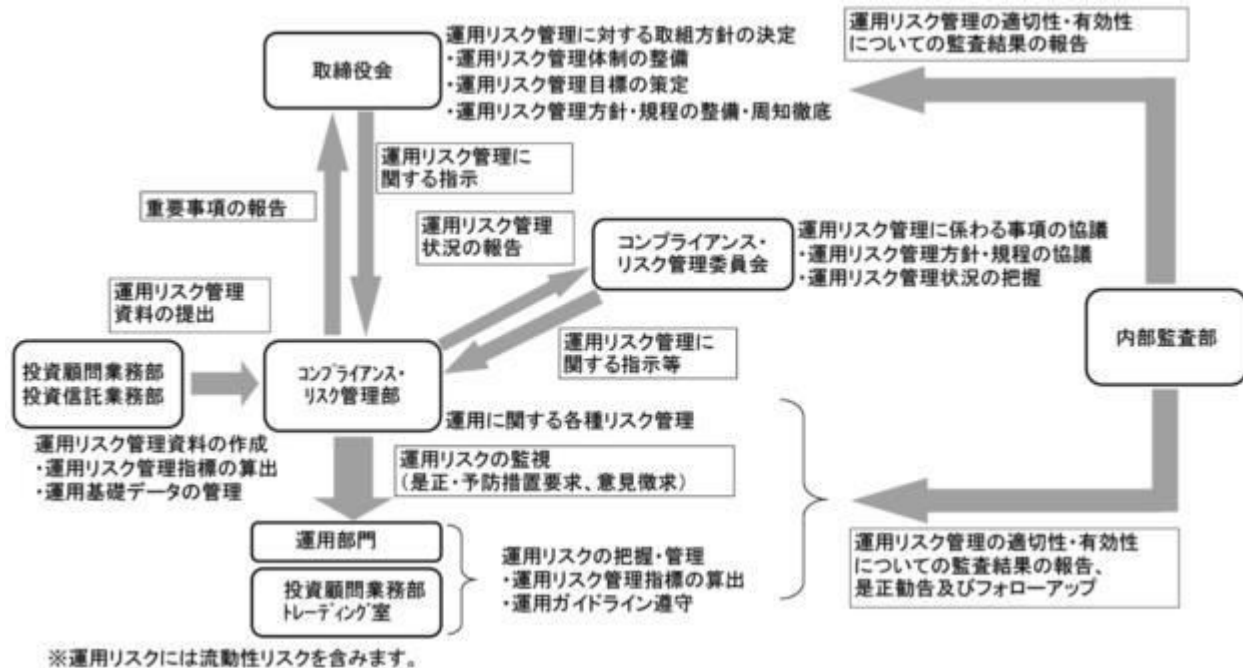 取締役会
運用リスク管理に対する取組方針の決定
・運用リスク管理体制の整備
・運用リスク管理目標の策定
・運用リスク管理方針・規程の整備・周知徹底
運用リスク管理の適切性・有効性
についての監査結果の報告
運用リスク管理に
関する指示
重要事項の報告
運用リスク管理
状況の報告
コンプライアンス・
リスク管理委員会
運用リスク管理に係わる事項の協議
・運用リスク管理方針・規程の協議
・運用リスク管理状況の把握
運用リスク管理
資料の提出
運用リスク管理に
関する指示等
内部監査部
投資顧問業務部
投資信託業務部
コンプライアンス・
リスク管理部
運用に関する各種リスク管理
運用リスク管理資料の作成
・運用リスク管理指標の算出
・運用基礎データの管理
運用リスクの監視
(是正・予防措置要求、意見徴求)
運用部門
投資顧問業務部
トレーディング室
運用リスクの把握・管理
・運用リスク管理指標の算出
・運用ガイドライン遵守
運用リスク管理の適切性・有効性
についての監査結果の報告、
是正勧告及びフォローアップ
※運用リスクには流動性リスクを含みます。